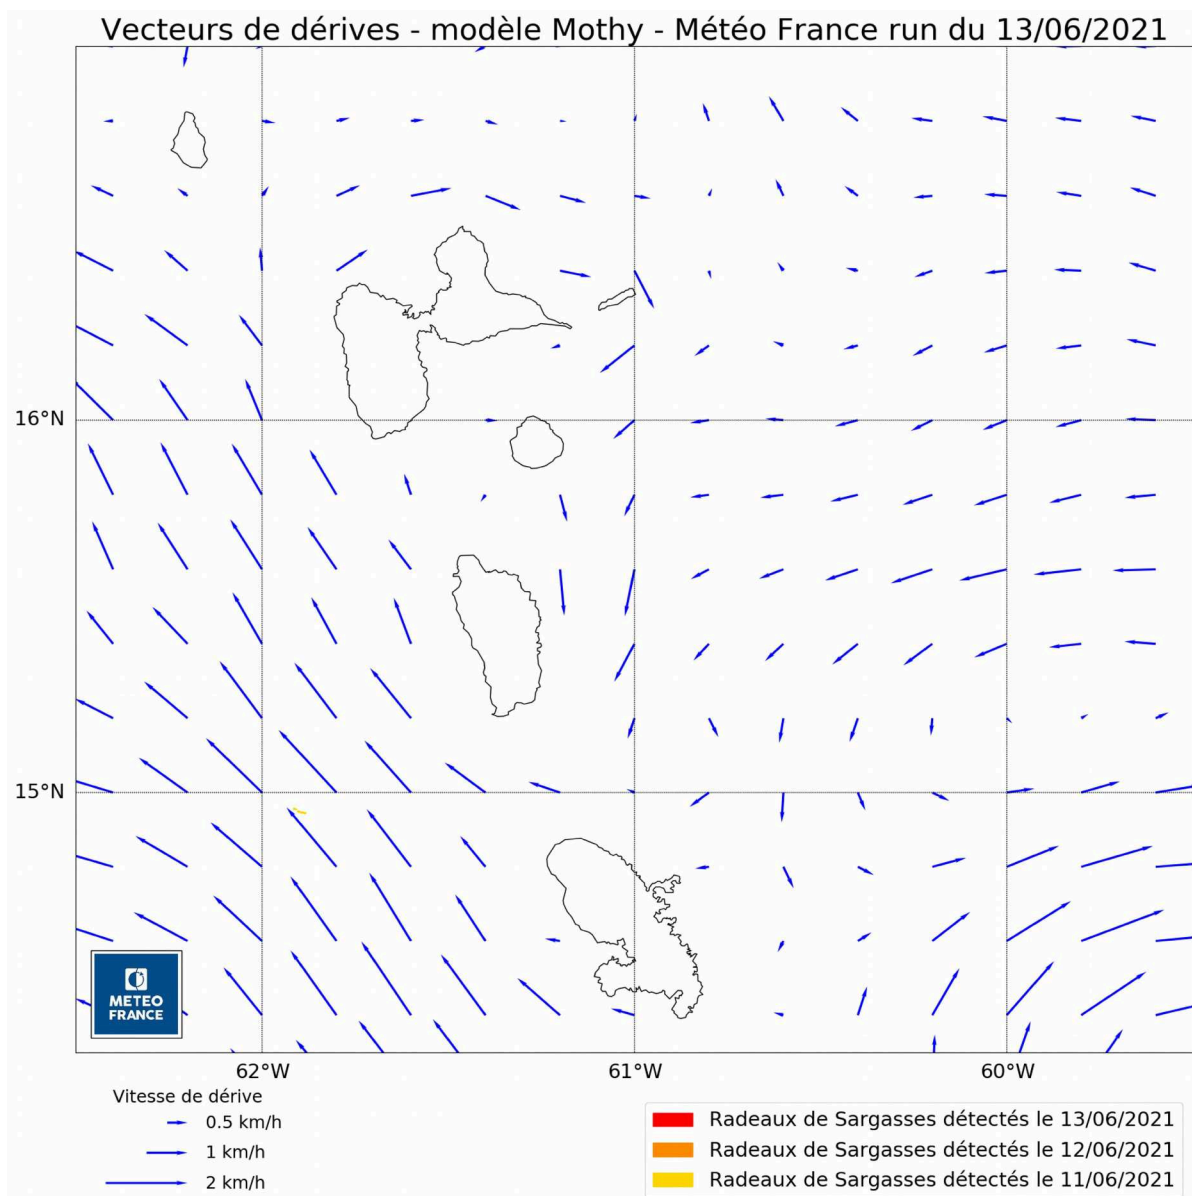 Vecteurs de dérives - modèle Mothy - Météo France run du 13/06/2021
16°N
15°N
METEO
FRANCE
62°W
61°W
60°W
Vitesse de dérive
0.5 km/h
1 km/h
2 km/h
Radeaux de Sargasses détectés le 13/06/2021
Radeaux de Sargasses détectés le 12/06/2021
Radeaux de Sargasses détectés le 11/06/2021